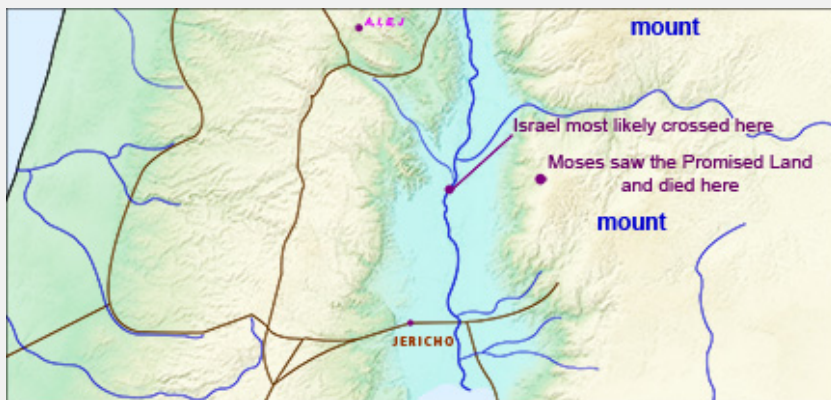 A, I, E, J
mount
Israel most likely crossed here
Moses saw the Promised Land
and died here
mount
JERICHO